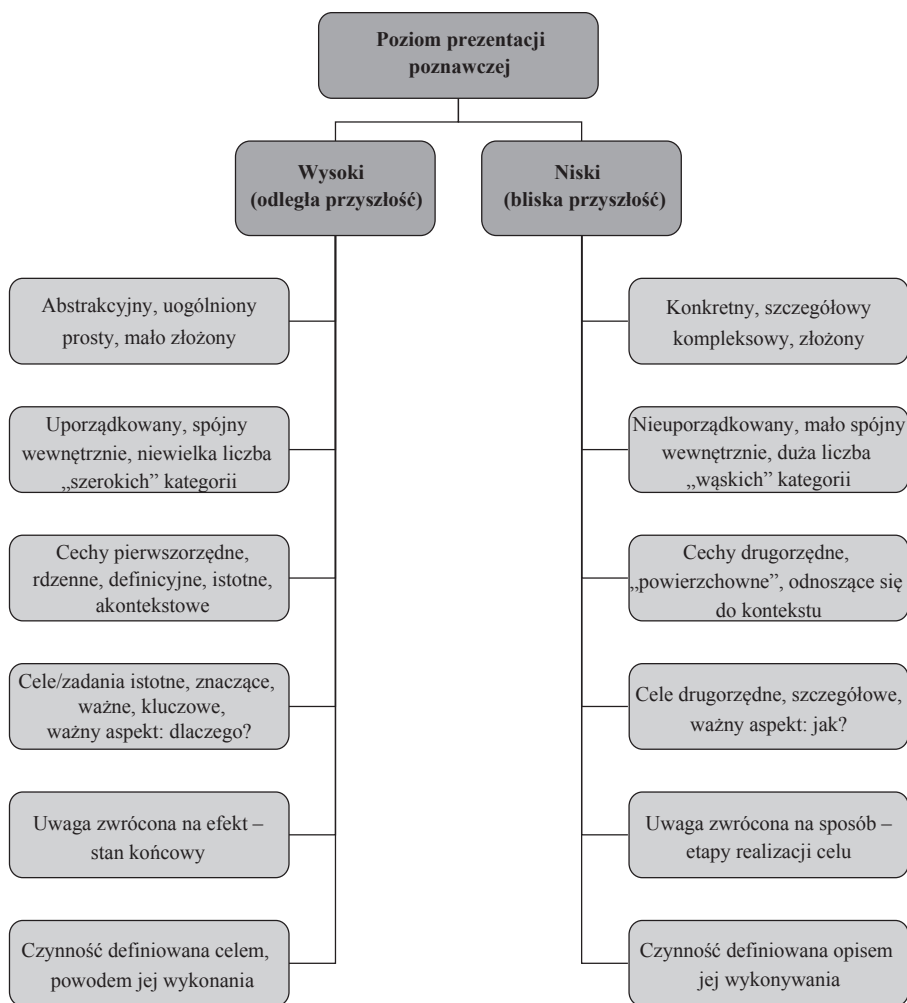 Poziom prezentacji
poznawczej
Wysoki
(odległa przyszłość)
Niski
(bliska przyszłość)
Abstrakcyjny, uogólniony
prosty, mało złożony
Konkretny, szczegółowy
kompleksowy, złożony
Uporządkowany, spójny
wewnętrznie, niewielka liczba
„szerokich” kategorii
Nieuporządkowany, mało spójny
wewnętrznie, duża liczba
„wąskich” kategorii
Cechy pierwszorzędne,
rdzenne, definicyjne, istotne,
akontekstowe
Cechy drugorzędne,
„powierzchowne”, odnoszące się
do kontekstu
Cele/zadania istotne, znaczące,
ważne, kluczowe,
ważny aspekt: dlaczego?
Cele drugorzędne, szczegółowe,
ważny aspekt: jak?
Uwaga zwrócona na efekt –
stan końcowy
Uwaga zwrócona na sposób –
etapy realizacji celu
Czynność definiowana celem,
powodem jej wykonania
Czynność definiowana opisem
jej wykonywania